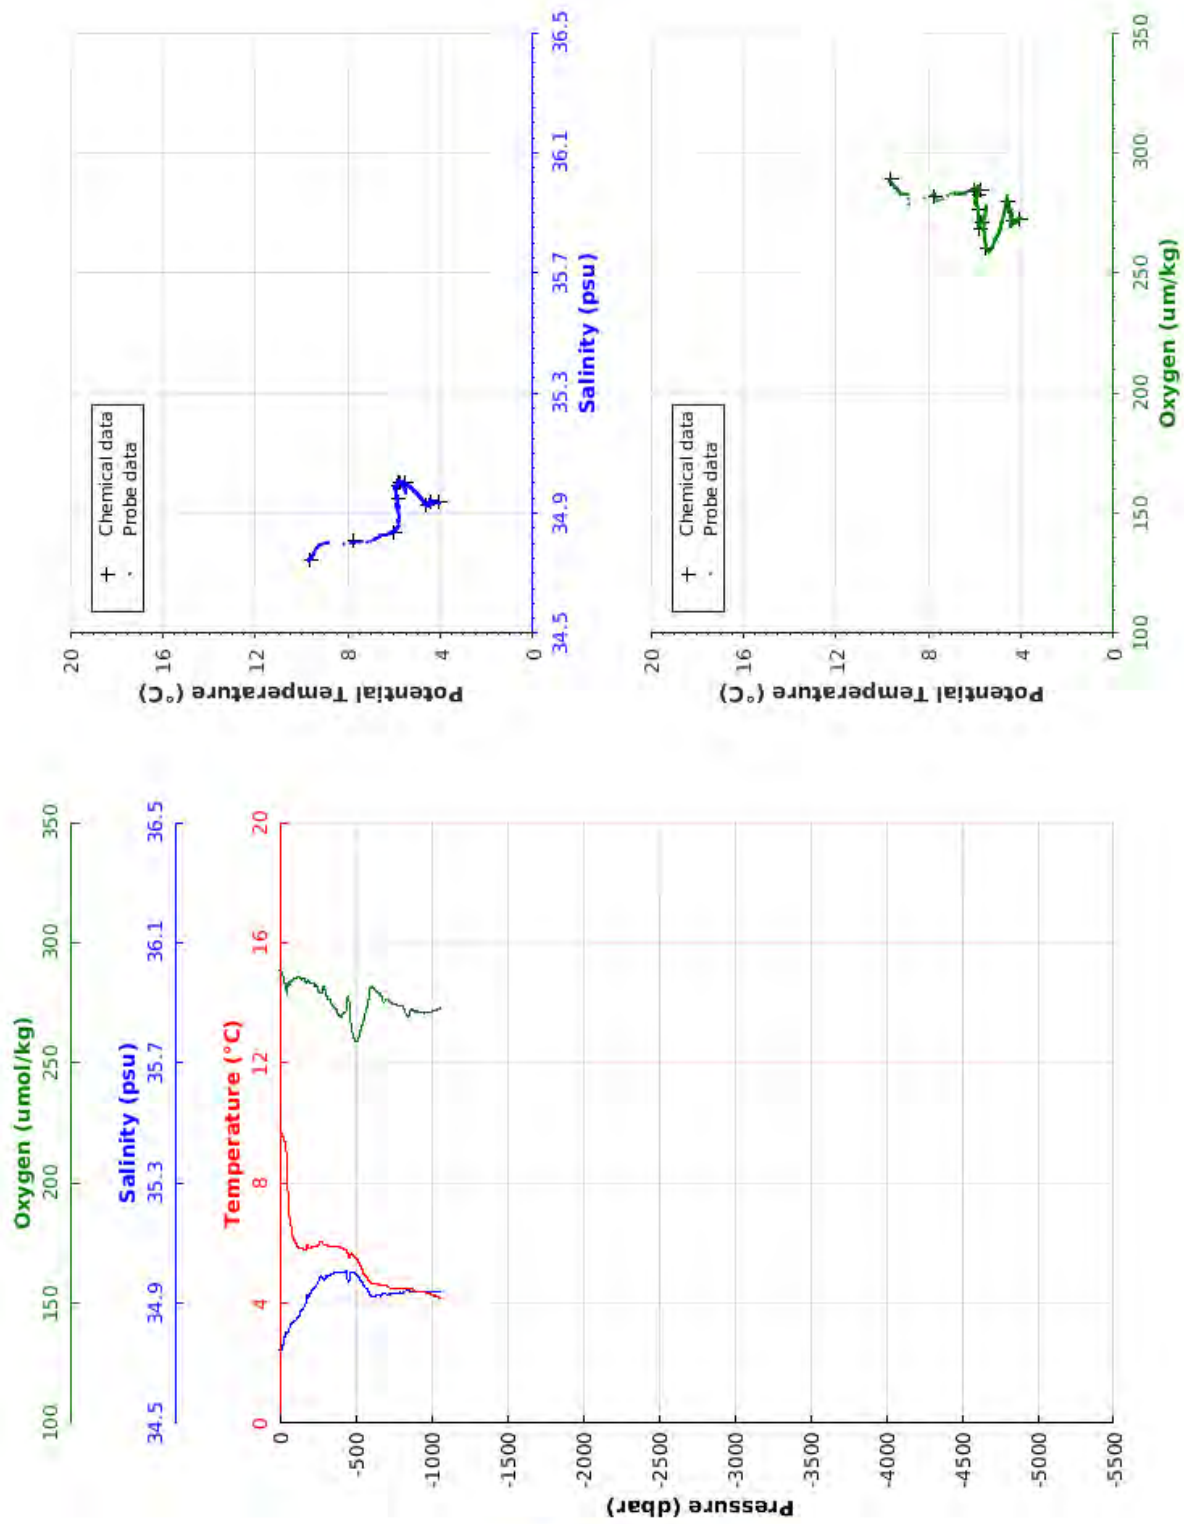 Oxygen (umol/kg)
100 150 200 250 300 350
Salinity (psu)
34.5 34.9 35.3 35.7 36.1 36.5
Temperature (°C)
0 4 8 12 16 20
0
-500
-1000
-1500
-2000
-2500
-3000
-3500
-4000
-4500
-5000
-5500
Pressure (dbar)
20
16
12
8
4
0
Potential Temperature (°C)
+ Chemical data
. Probe data
34.5 34.9 35.3 35.7 36.1 36.5
Salinity (psu)
20
16
12
8
4
0
Potential Temperature (°C)
+ Chemical data
. Probe data
100 150 200 250 300 350
Oxygen (um/kg)